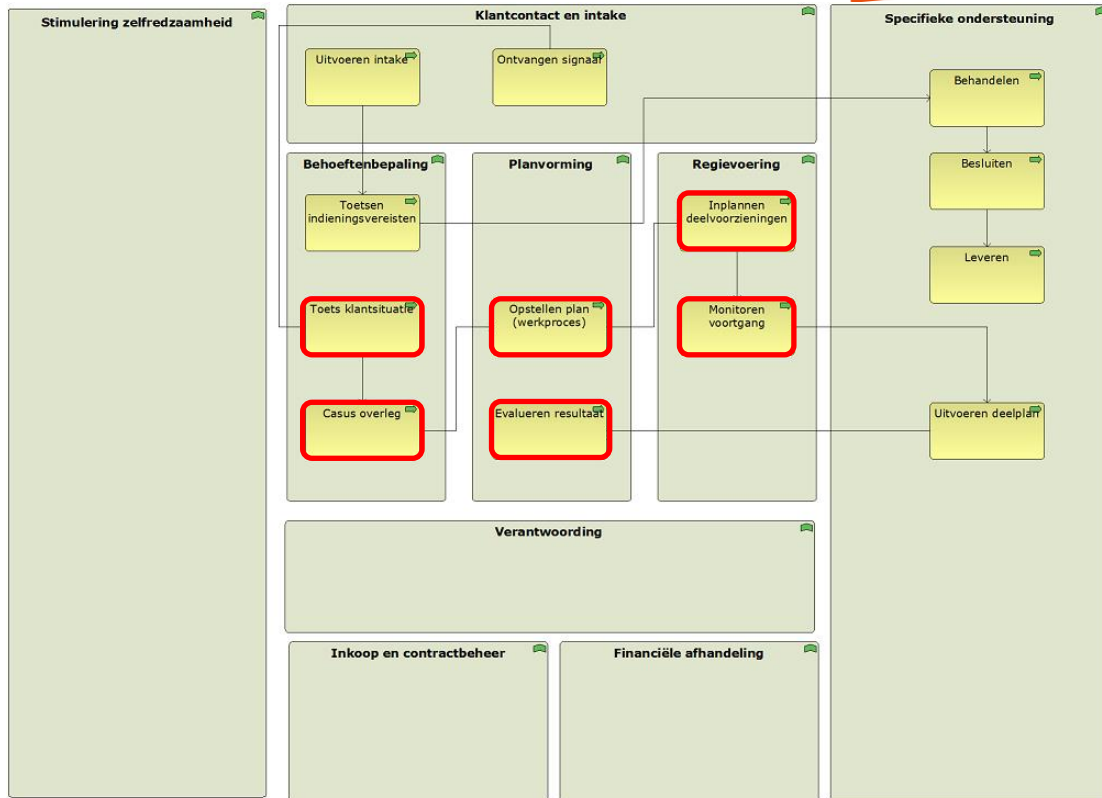 Stimulering zelfredzaamheid
Klantcontact en intake
Specifieke ondersteuning
Uitvoeren intake
Ontvangen signaal
Behandelen
Besluiten
Leveren
Uitvoeren deelplan
Behoeftenbepaling
Toetsen
indieningsvereisten
Toets klantsituatie
Casus overleg
Planvorming
Opstellen plan
(werkproces)
Evalueren resultaat
Regievoering
Inplannen
deelvoorzieningen
Monitoren
voortgang
Verantwoording
Inkoop en contractbeheer
Financiële afhandeling